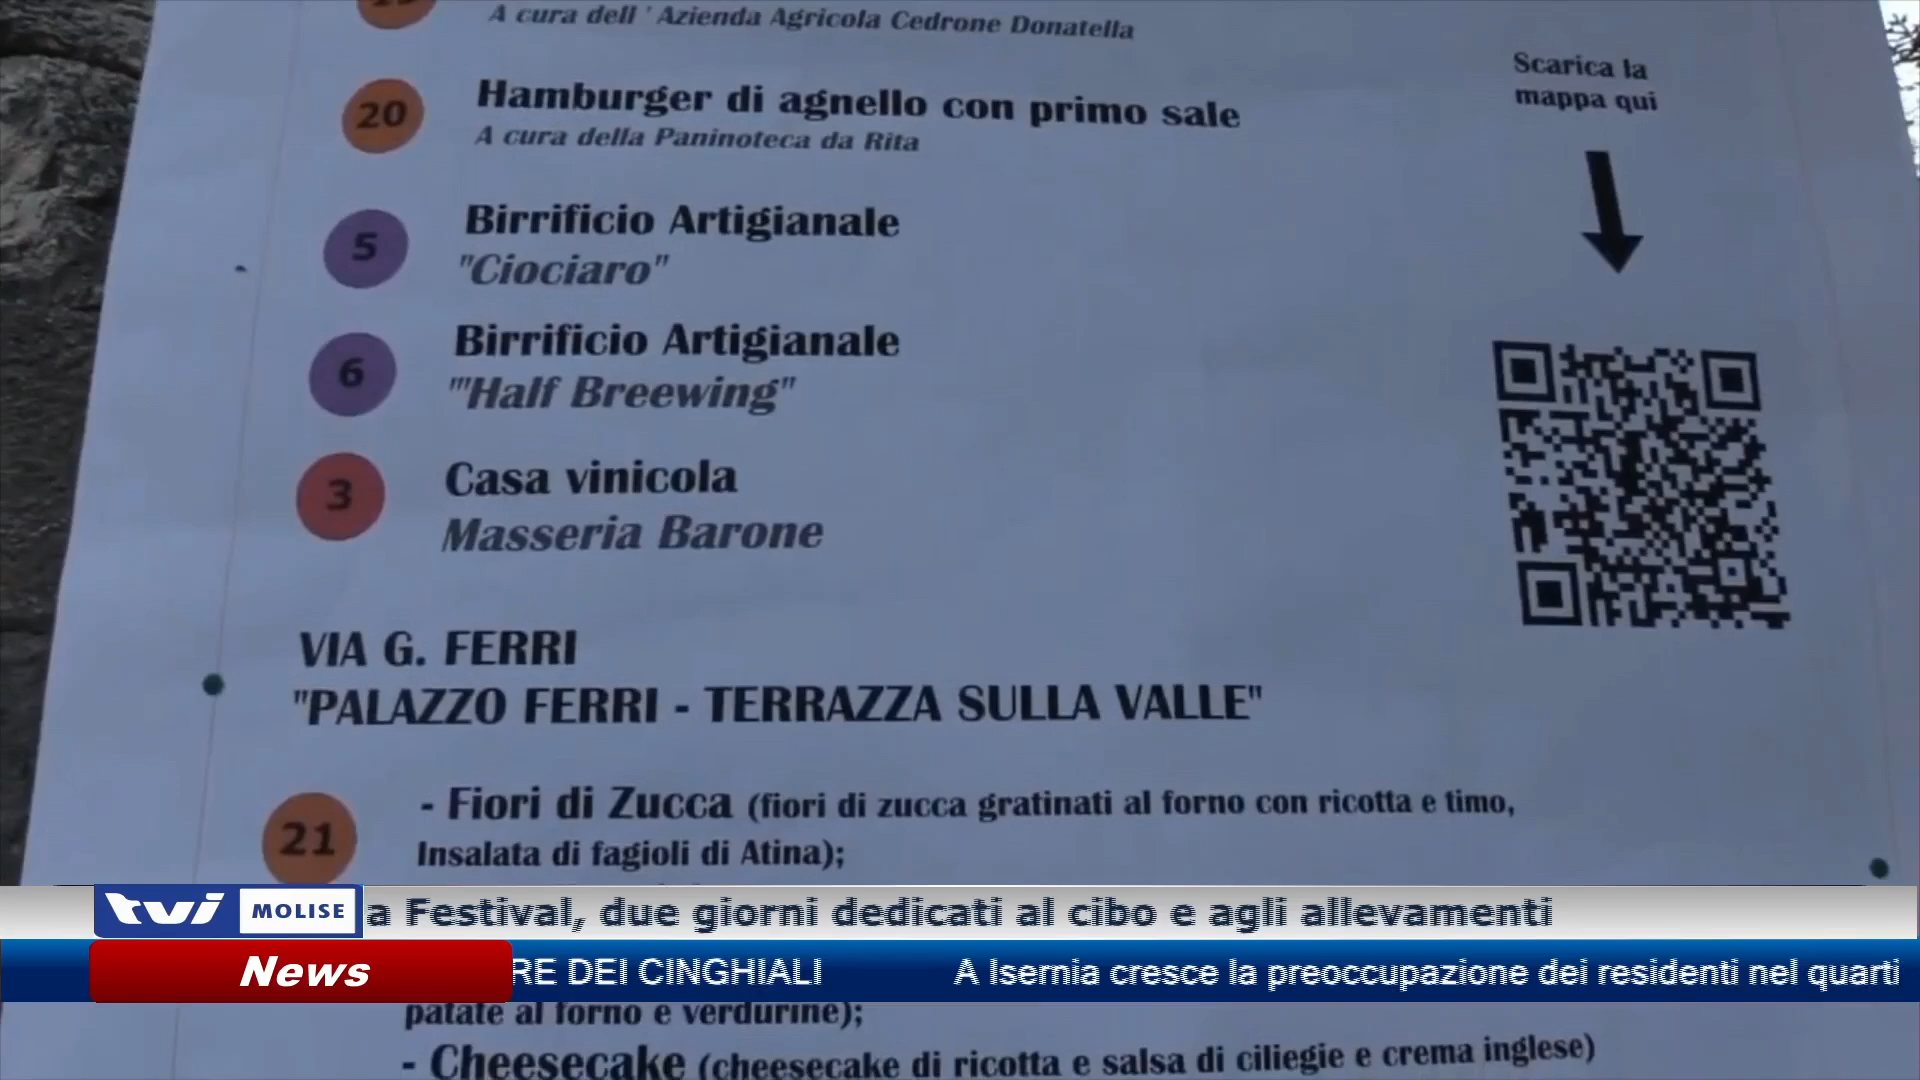 A cura dell ' Azienda Agricola Cedrone Donatella
20
Hamburger di agnello con primo sale
A cura della Paninoteca da Rita
Scarica la
mappa qui
5
Birrificio Artigianale
"Ciociaro"
6
Birrificio Artigianale
'"Half Breewing"
3
Casa vinicola
Masseria Barone
VIA G. FERRI
"PALAZZO FERRI - TERRAZZA SULLA VALLE"
21
- Fiori di Zucca (fiori di zucca gratinati al forno con ricotta e timo,
Insalata di fagioli di Atina);
tvi MOLISE
a Festival, due giorni dedicati al cibo e agli allevamenti
News
RE DEI CINGHIALI A Isernia cresce la preoccupazione dei residenti nel quarti
patate al forno e verdurine);
- Cheesecake (cheesecake di ricotta e salsa di ciliegie e crema inglese)